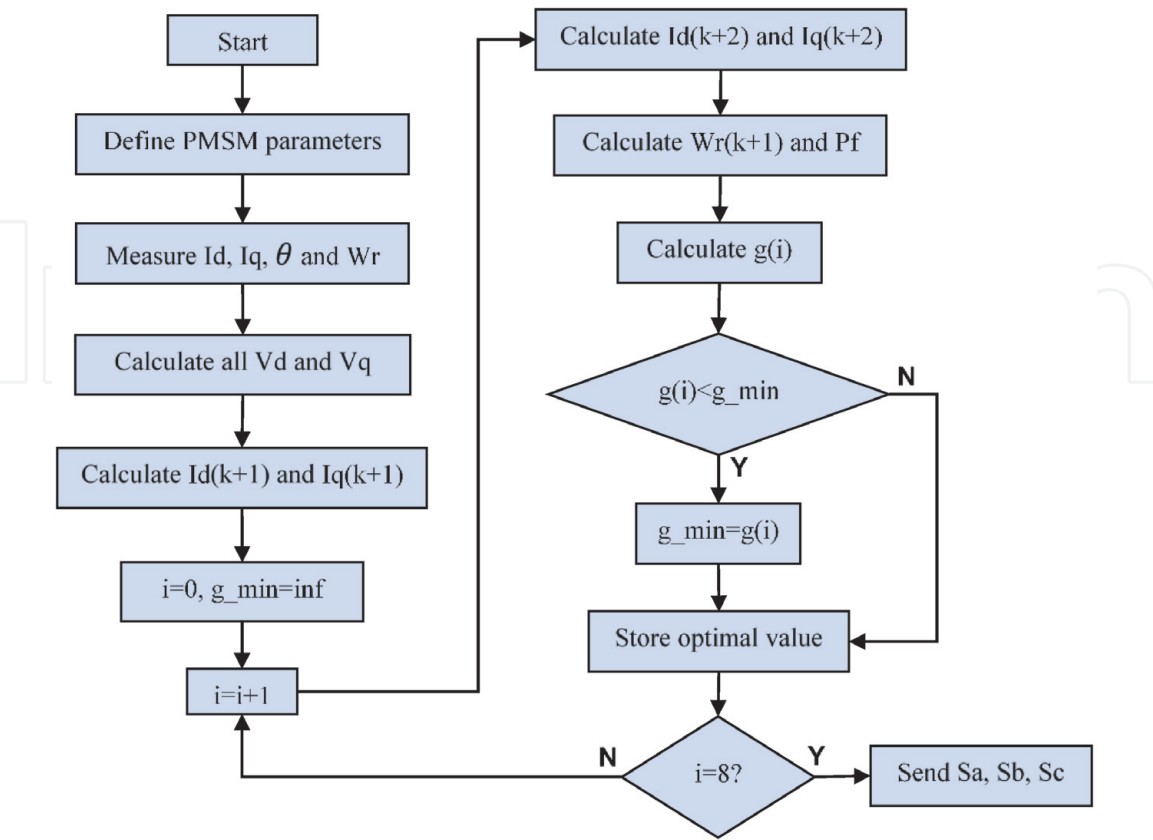 Start
Define PMSM parameters
Measure Id, Iq, θ and Wr
Calculate all Vd and Vq
Calculate Id(k+1) and Iq(k+1)
i=0, g_min=inf
i=i+1
Calculate Id(k+2) and Iq(k+2)
Calculate Wr(k+1) and Pf
Calculate g(i)
g(i)<g_min
N
Y
g_min=g(i)
Store optimal value
i=8?
N
Y
Send Sa, Sb, Sc